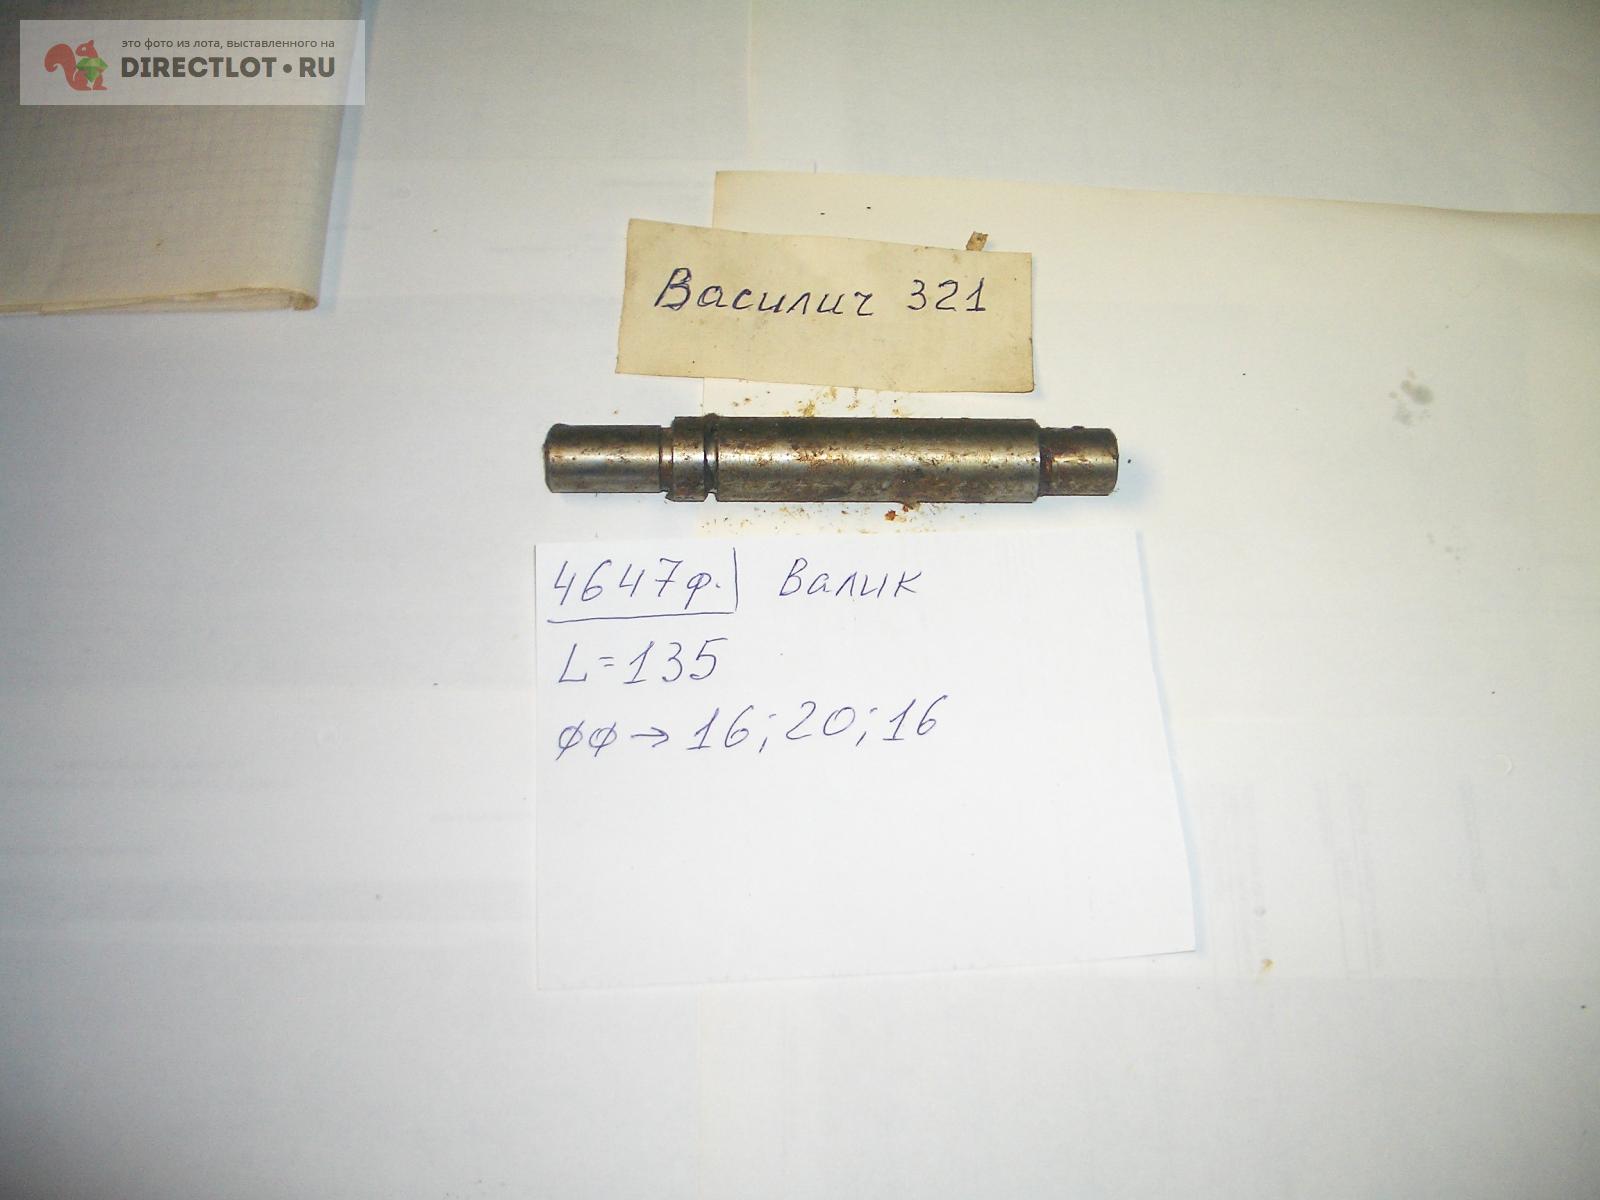 это фото из лота, выставленного на
DIRECTLOT•RU
Василич 321
4647ф. Валик
L=135
φφ→16;20;16